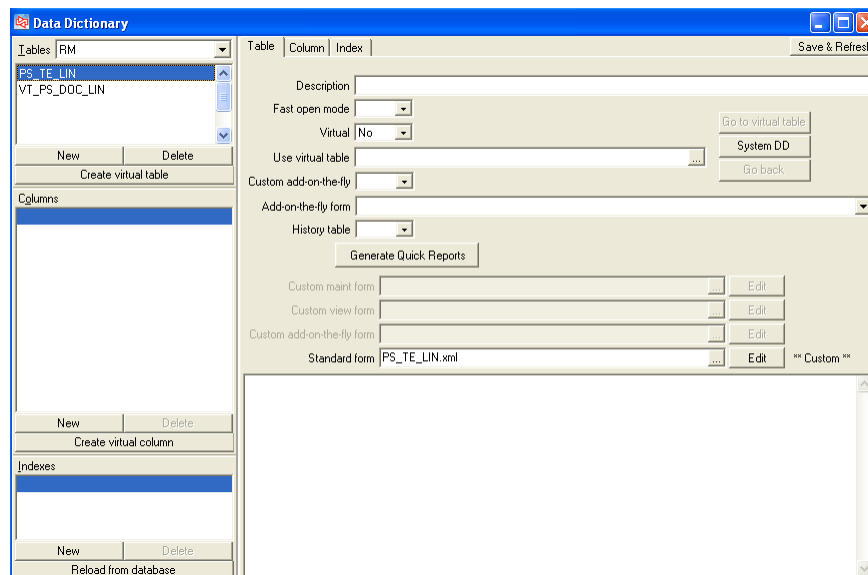 Data Dictionary
Tables RM
PS_TE_LIN
VT_PS_DOC_LIN
New Delete
Create virtual table
Columns
New Delete
Create virtual column
Indexes
New Delete
Reload from database
Table Column Index
Save & Refresh
Description
Fast open mode
Virtual No
Go to virtual table
System DD
Go back
Use virtual table ...
Custom add-on-the-fly
Add-on-the-fly form
History table
Generate Quick Reports
Custom maint form ... Edit
Custom view form ... Edit
Custom add-on-the-fly form ... Edit
Standard form PS_TE_LIN.xml ... Edit ** Custom **